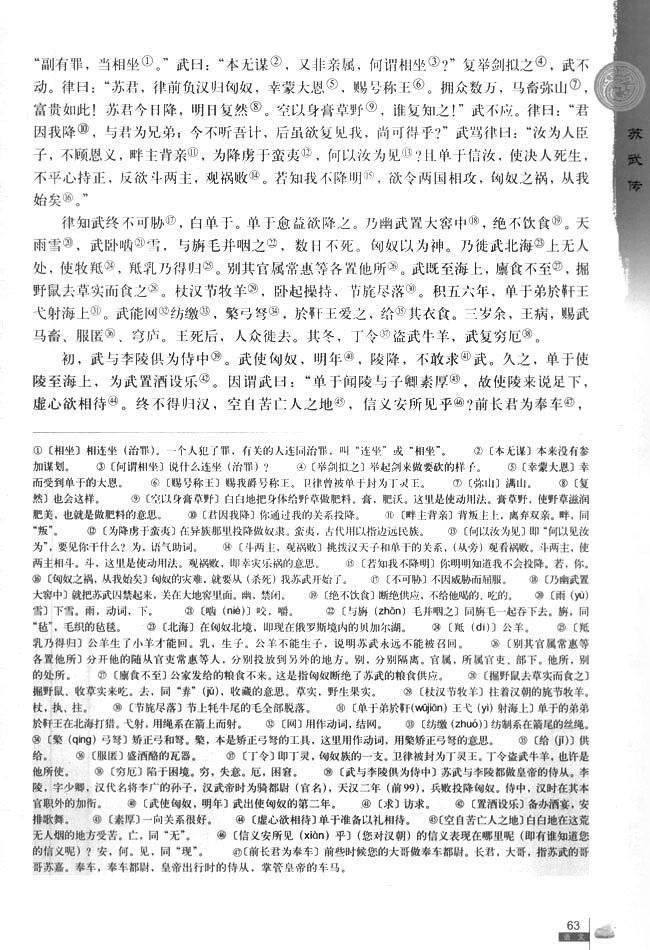 “副有罪，当相坐①。”武曰：“本无谋②，又非亲属，何谓相坐③？”复举剑拟之④，武不
动。律曰：“苏君，律前负汉归匈奴，幸蒙大恩⑤，赐号称王⑥。拥众数万，马畜弥山⑦，
富贵如此！苏君今日降，明日复然⑧。空以身膏草野⑨，谁复知之！”武不应。律曰：“君
因我降⑩，与君为兄弟；今不听吾计，后虽欲复见我，尚可得乎？”武骂律曰：“汝为人臣
子，不顾恩义，畔主背亲⑪，为降虏于蛮夷⑫，何以汝为见⑬？且单于信汝，使决人死生，
不平心持正，反欲斗两主，观祸败⑭。若知我不降明⑮，欲令两国相攻，匈奴之祸，从我
始矣⑯。”
律知武终不可胁⑰，白单于。单于愈益欲降之。乃幽武置大窖中⑱，绝不饮食⑲。天
雨雪⑳，武卧啮㉑雪，与旃毛并咽之㉒，数日不死。匈奴以为神。乃徙武北海㉓上无人
处，使牧羝㉔，羝乳乃得归㉕。别其官属常惠等各置他所㉖。武既至海上，廪食不至㉗，掘
野鼠去草实而食之㉘。杖汉节牧羊㉙，卧起操持，节旄尽落㉚。积五六年，单于弟於靬王
弋射海上㉛。武能网㉜纺缴㉝，檠弓弩㉞，於靬王爱之，给㉟其衣食。三岁余，王病，赐武
马畜、服匿㊱、穹庐。王死后，人众徙去。其冬，丁令㊲盗武牛羊，武复穷厄㊳。
初，武与李陵俱为侍中㊴。武使匈奴，明年㊵，陵降，不敢求㊶武。久之，单于使
陵至海上，为武置酒设乐㊷。因谓武曰：“单于闻陵与子卿素厚㊸，故使陵来说足下，
虚心欲相待㊹。终不得归汉，空自苦亡人之地㊺，信义安所见乎㊻？前长君为奉车㊼，
①〔相坐〕相连坐（治罪）。一个人犯了罪，有关的人连同治罪，叫“连坐”或“相坐”。 ②〔本无谋〕本来没有参
加谋划。 ③〔何谓相坐〕说什么连坐（治罪）？ ④〔举剑拟之〕举起剑来做要砍的样子。 ⑤〔幸蒙大恩〕幸
而受到单于的大恩。 ⑥〔赐号称王〕赐我爵号称王。卫律曾被单于封为丁灵王。 ⑦〔弥山〕满山。 ⑧〔复
然〕也会这样。 ⑨〔空以身膏草野〕白白地把身体给野草做肥料。膏，肥沃。这里是使动用法。膏草野，使野草滋润
肥美，也就是做肥料的意思。 ⑩〔君因我降〕你通过我的关系投降。 ⑪〔畔主背亲〕背叛主上，离弃双亲。畔，同
“叛”。 ⑫〔为降虏于蛮夷〕在异族那里投降做奴隶。蛮夷，古代用以指边远民族。 ⑬〔何以汝为见〕即“何以见汝
为”，要见你干什么？为，语气助词。 ⑭〔斗两主，观祸败〕挑拨汉天子和单于的关系，（从旁）观看祸败。斗两主，使
两主相斗。斗，这里是使动用法。观祸败，即幸灾乐祸的意思。 ⑮〔若知我不降明〕你明明知道我不会投降。若，你。
⑯〔匈奴之祸，从我始矣〕匈奴的灾难，就要从（杀死）我苏武开始了。 ⑰〔不可胁〕不因威胁而屈服。 ⑱〔乃幽武置
大窖中〕就把苏武囚禁起来，关在大地窖里面。幽，禁闭。 ⑲〔绝不饮食〕断绝供应，不给他喝的、吃的。 ⑳〔雨（yù）
雪〕下雪。雨，动词，下。 ㉑〔啮（niè）〕咬，嚼。 ㉒〔与旃（zhān）毛并咽之〕同旃毛一起吞下去。旃，同
“毡”，毛织的毡毯。 ㉓〔北海〕在匈奴北境，即现在俄罗斯境内的贝加尔湖。 ㉔〔羝（dī）〕公羊。 ㉕〔羝
乳乃得归〕公羊生了小羊才能回。乳，生子。公羊不能生子，说明苏武永远不能被召回。 ㉖〔别其官属常惠等
各置他所〕分开他的随从官吏常惠等人，分别投放到另外的地方。别，分别隔离。官属，所属官吏、部下。他所，别
的处所。 ㉗〔廪食不至〕公家发给的粮食不来。这是指匈奴断绝了苏武的粮食供应。 ㉘〔掘野鼠去草实而食之〕
掘野鼠、收草实来吃。去，同“弆”（jǔ），收藏的意思。草实，野生果实。 ㉙〔杖汉节牧羊〕拄着汉朝的旄节牧羊。
杖，执、拄。 ㉚〔节旄尽落〕节上牦牛尾的毛全部脱落。 ㉛〔单于弟於靬（wūjiān）王弋（yì）射海上〕单于的弟弟
於靬王在北海打猎。弋射，用绳系在箭上而射。 ㉜〔网〕用作动词，结网。 ㉝〔纺缴（zhuó）〕纺制系在箭尾的丝绳。
㉞〔檠（qíng）弓弩〕矫正弓和弩。檠，本是矫正弓弩的工具，这里用作动词，用檠矫正弓弩的意思。 ㉟〔给（jǐ）〕供
给。 ㊱〔服匿〕盛酒酪的瓦器。 ㊲〔丁令〕即丁灵，匈奴族的一支。卫律被封为丁灵王。丁令盗武牛羊，也许是
他所使。 ㊳〔穷厄〕陷于困境。穷，失意。厄，困窘。 ㊴〔武与李陵俱为侍中〕苏武与李陵都做皇帝的侍从。李
陵，字少卿，汉代名将李广的孙子，汉武帝时为骑都尉（官名），天汉二年（前99），兵败投降匈奴。侍中，汉时在其本
官职外的加衔。 ㊵〔武使匈奴，明年〕武出使匈奴的第二年。 ㊶〔求〕访求。 ㊷〔置酒设乐〕备办酒宴，安
排歌舞。 ㊸〔素厚〕一向关系很好。 ㊹〔虚心欲相待〕单于准备以礼相待。 ㊺〔空自苦亡人之地〕白白地在这荒
无人烟的地方受苦。亡，同“无”。 ㊻〔信义安所见（xiàn）乎〕（您对汉朝）的信义表现在哪里呢（即有谁知道您
的信义呢）？安，何。见，同“现”。 ㊼〔前长君为奉车〕前些时候您的大哥做奉车都尉。长君，大哥，指苏武的哥
哥苏嘉。奉车，奉车都尉，皇帝出行时的侍从，掌管皇帝的车马。
苏武传
63
语文